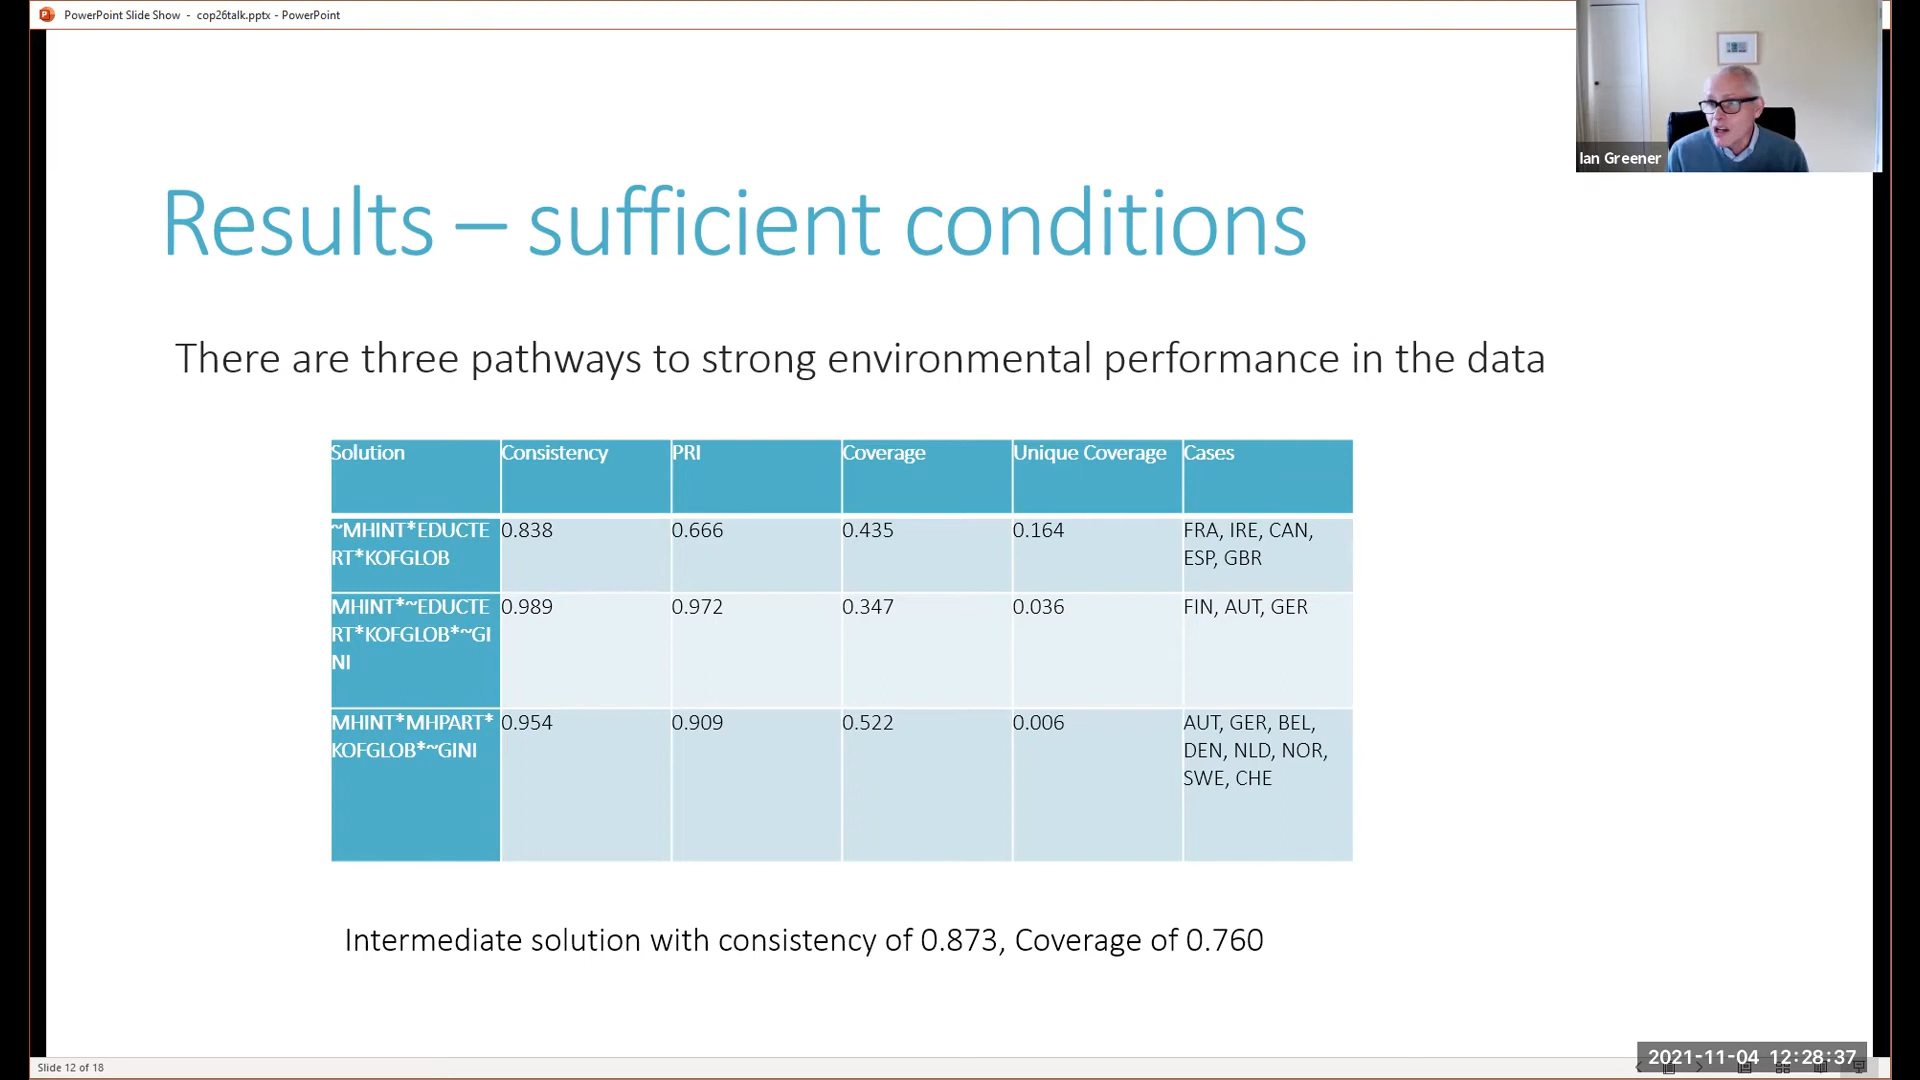 PowerPoint Slide Show - cop26talk.pptx - PowerPoint
Ian Greener
Results – sufficient conditions
There are three pathways to strong environmental performance in the data
Solution Consistency PRI Coverage Unique Coverage Cases
~MHINT*EDUCTE 0.838 0.666 0.435 0.164 FRA, IRE, CAN,
RT*KOFGLOB ESP, GBR
MHINT*~EDUCTE 0.989 0.972 0.347 0.036 FIN, AUT, GER
RT*KOFGLOB*~GI
NI
MHINT*MHPART* 0.954 0.909 0.522 0.006 AUT, GER, BEL,
KOFGLOB*~GINI DEN, NLD, NOR,
SWE, CHE
Intermediate solution with consistency of 0.873, Coverage of 0.760
Slide 12 of 18
2021-11-04 12:28:37